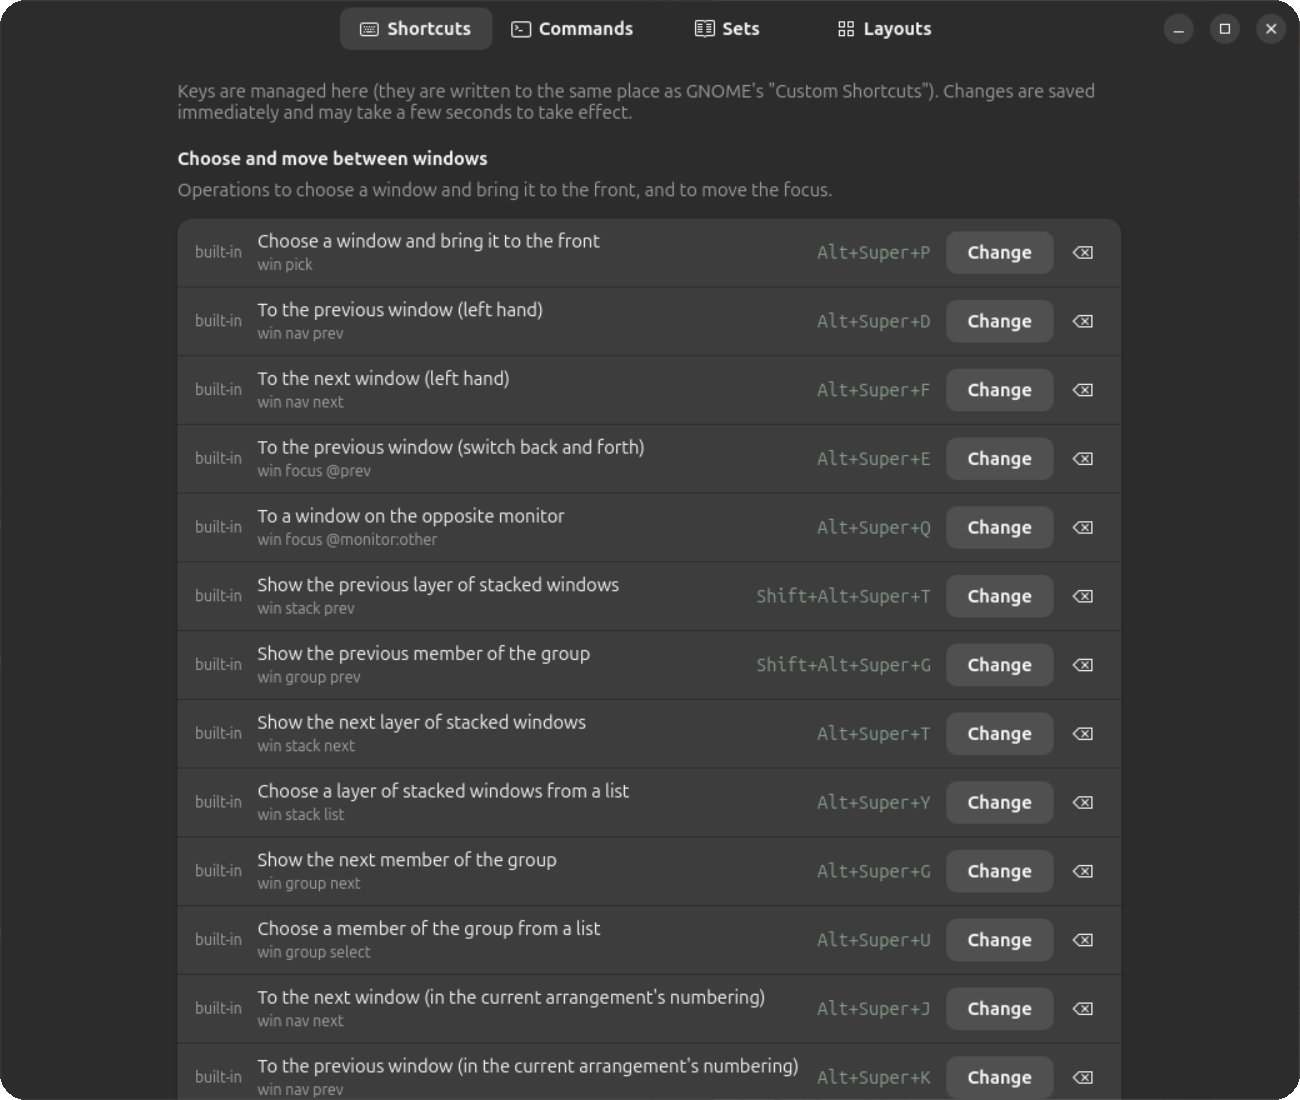 Shortcuts
Commands
Sets
Layouts
Keys are managed here (they are written to the same place as GNOME's "Custom Shortcuts"). Changes are saved
immediately and may take a few seconds to take effect.
Choose and move between windows
Operations to choose a window and bring it to the front, and to move the focus.
built-in Choose a window and bring it to the front Alt+Super+P Change
win pick
built-in To the previous window (left hand) Alt+Super+D Change
win nav prev
built-in To the next window (left hand) Alt+Super+F Change
win nav next
built-in To the previous window (switch back and forth) Alt+Super+E Change
win focus @prev
built-in To a window on the opposite monitor Alt+Super+Q Change
win focus @monitor:other
built-in Show the previous layer of stacked windows Shift+Alt+Super+T Change
win stack prev
built-in Show the previous member of the group Shift+Alt+Super+G Change
win group prev
built-in Show the next layer of stacked windows Alt+Super+T Change
win stack next
built-in Choose a layer of stacked windows from a list Alt+Super+Y Change
win stack list
built-in Show the next member of the group Alt+Super+G Change
win group next
built-in Choose a member of the group from a list Alt+Super+U Change
win group select
built-in To the next window (in the current arrangement's numbering) Alt+Super+J Change
win nav next
built-in To the previous window (in the current arrangement's numbering) Alt+Super+K Change
win nav prev